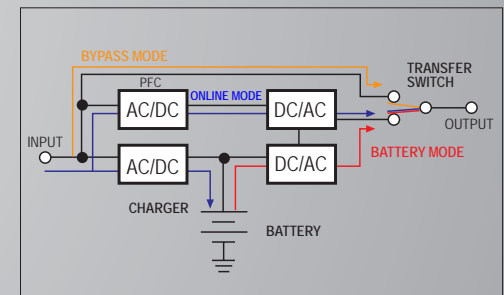 BYPASS MODE
PFC
AC/DC
ONLINE MODE
DC/AC
TRANSFER
SWITCH
INPUT
OUTPUT
AC/DC
DC/AC
BATTERY MODE
CHARGER
BATTERY